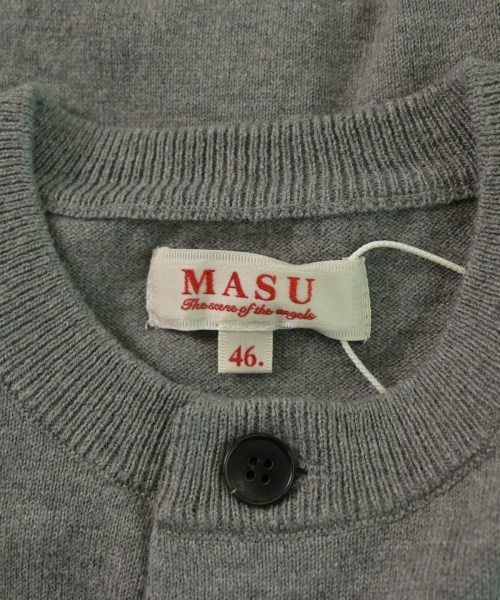 MASU
The scene of the angels
46.